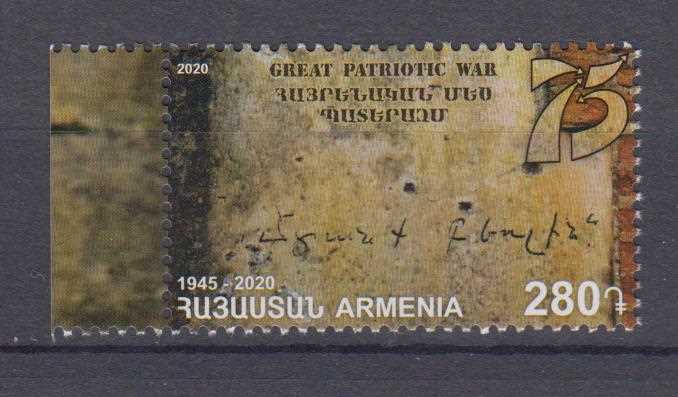 2020
GREAT PATRIOTIC WAR
75
ՀԱՅՐԵՆԱԿԱՆ ՄԵԾ
ՊԱՏԵՐԱԶՄ
1945 - 2020
ՀԱՅԱՍՏԱՆ ARMENIA
280֏